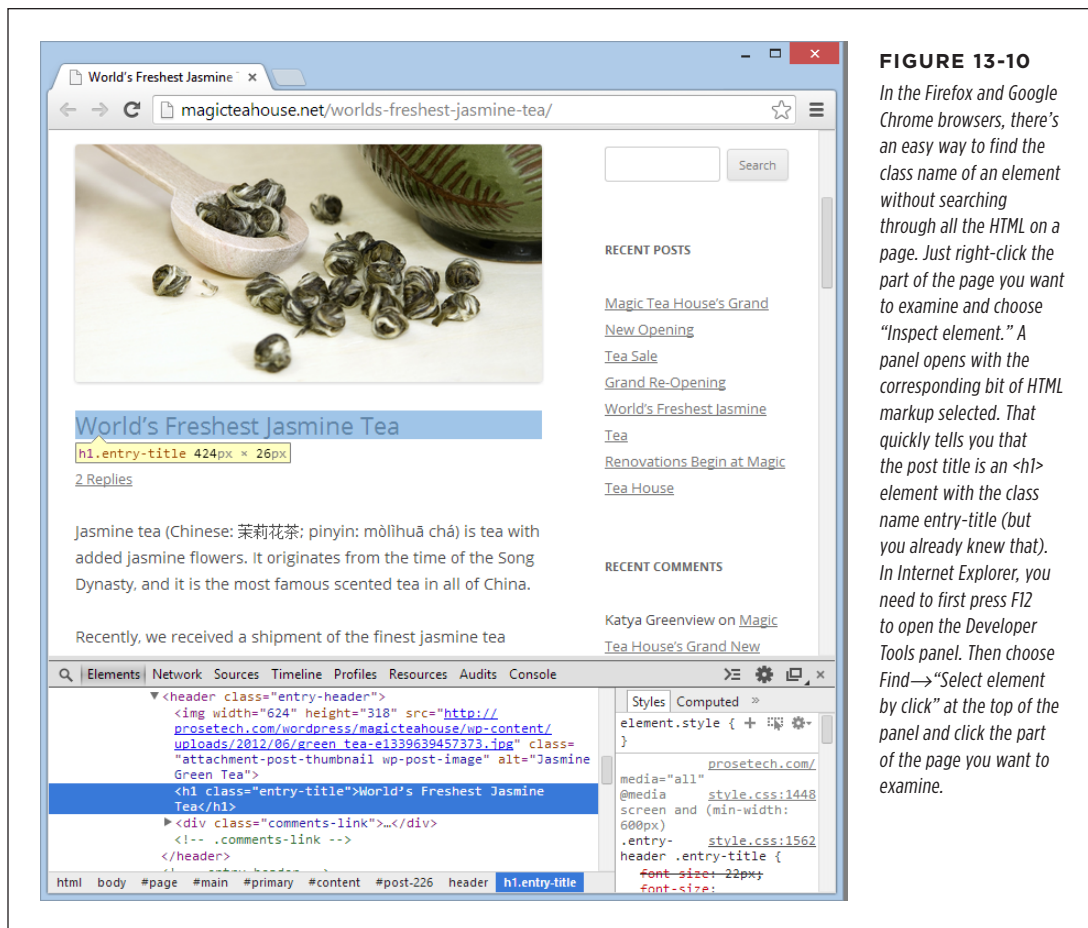 World's Freshest Jasmine
magicteahouse.net/worlds-freshest-jasmine-tea/
Search
RECENT POSTS
Magic Tea House's Grand
New Opening
Tea Sale
Grand Re-Opening
World's Freshest Jasmine
Tea
Renovations Begin at Magic
Tea House
World's Freshest Jasmine Tea
h1.entry-title 424px × 26px
2 Replies
Jasmine tea (Chinese: 茉莉花茶; pinyin: mòlìhuā chá) is tea with
added jasmine flowers. It originates from the time of the Song
Dynasty, and it is the most famous scented tea in all of China.
Recently, we received a shipment of the finest jasmine tea
RECENT COMMENTS
Katya Greenview on Magic
Tea House's Grand New
Elements Network Sources Timeline Profiles Resources Audits Console
▼<header class="entry-header">
<img width="624" height="318" src="http://
prosetech.com/wordpress/magicteahouse/wp-content/
uploads/2012/06/green_tea-e1339639457373.jpg" class=
"attachment-post-thumbnail wp-post-image" alt="Jasmine
Green Tea">
<h1 class="entry-title">World's Freshest Jasmine
Tea</h1>
▶<div class="comments-link">…</div>
<!-- .comments-link -->
</header>
html body #page #main #primary #content #post-226 header h1.entry-title
Styles Computed »
element.style {
}
prosetech.com/
media="all"
@media style.css:1448
screen and (min-width:
600px)
.entry- style.css:1562
header .entry-title {
font-size: 22px;
font-size:
FIGURE 13-10
In the Firefox and Google
Chrome browsers, there's
an easy way to find the
class name of an element
without searching
through all the HTML on a
page. Just right-click the
part of the page you want
to examine and choose
"Inspect element." A
panel opens with the
corresponding bit of HTML
markup selected. That
quickly tells you that
the post title is an <h1>
element with the class
name entry-title (but
you already knew that).
In Internet Explorer, you
need to first press F12
to open the Developer
Tools panel. Then choose
Find→"Select element
by click" at the top of the
panel and click the part
of the page you want to
examine.